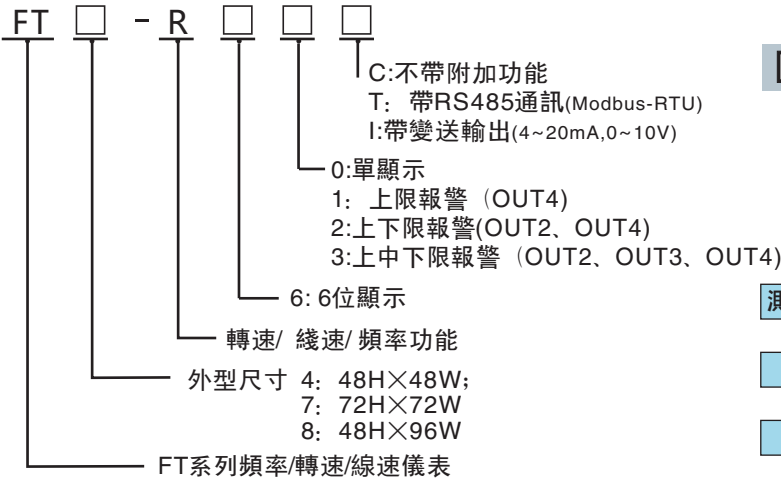 FT □ - R □ □ □
C:不帶附加功能
T：帶RS485通訊(Modbus-RTU)
I:帶變送輸出(4~20mA,0~10V)
0:單顯示
1：上限報警（OUT4)
2:上下限報警(OUT2、OUT4)
3:上中下限報警（OUT2、OUT3、OUT4)
6: 6位顯示
轉速/ 綫速/ 頻率功能
外型尺寸 4：48H×48W；
7：72H×72W
8：48H×96W
FT系列頻率/轉速/線速儀表